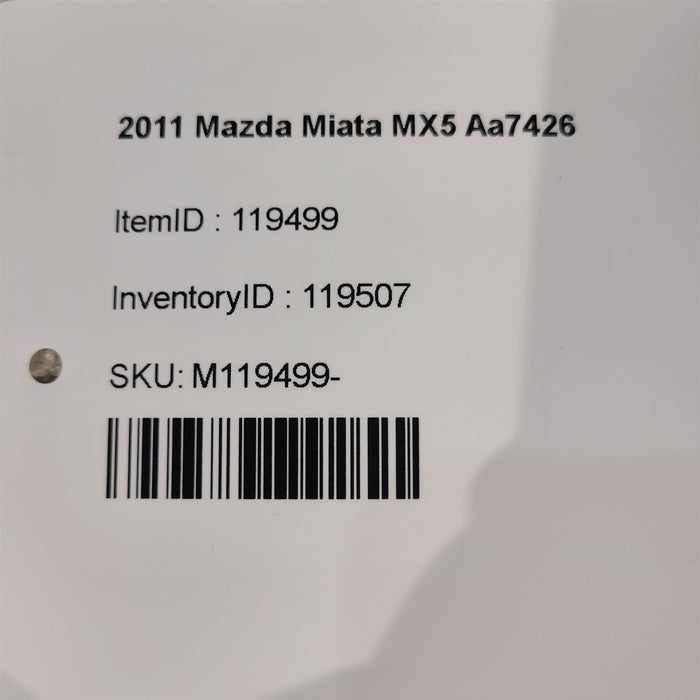 2011 Mazda Miata MX5 Aa7426
ItemID : 119499
InventoryID : 119507
SKU: M119499-